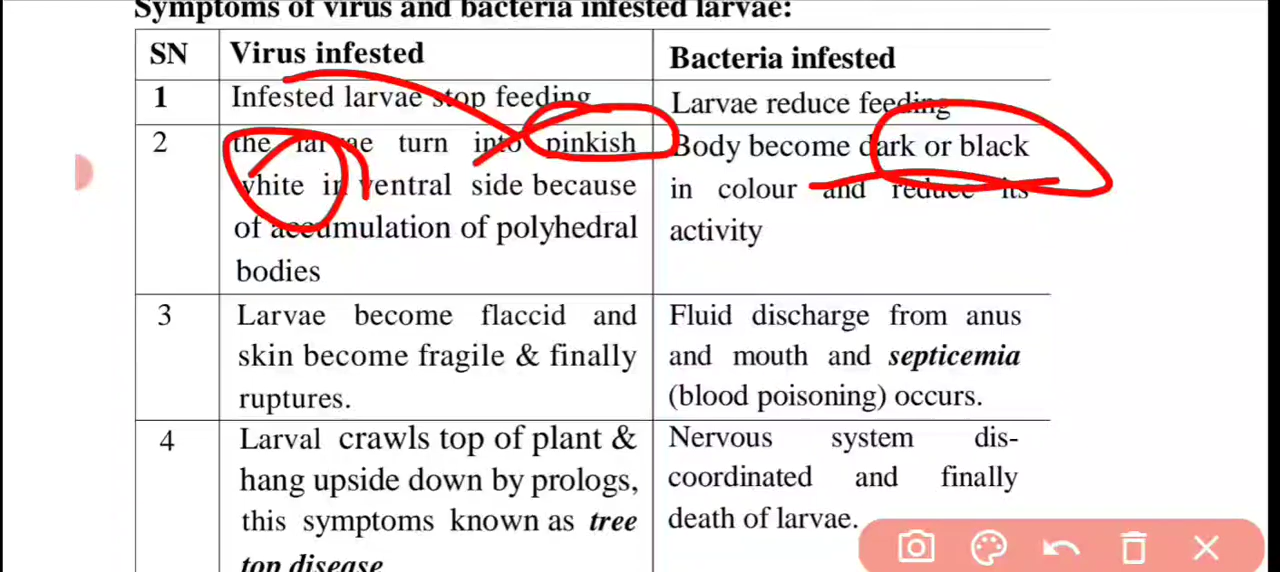 Symptoms of virus and bacteria infested larvae:
SN Virus infested Bacteria infested
1 Infested larvae stop feeding Larvae reduce feeding
2 the larvae turn into pinkish Body become dark or black
white in ventral side because in colour and reduce its
of accumulation of polyhedral activity
bodies
3 Larvae become flaccid and Fluid discharge from anus
skin become fragile & finally and mouth and septicemia
ruptures. (blood poisoning) occurs.
4 Larval crawls top of plant & Nervous system dis-
hang upside down by prologs, coordinated and finally
this symptoms known as tree death of larvae.
top disease